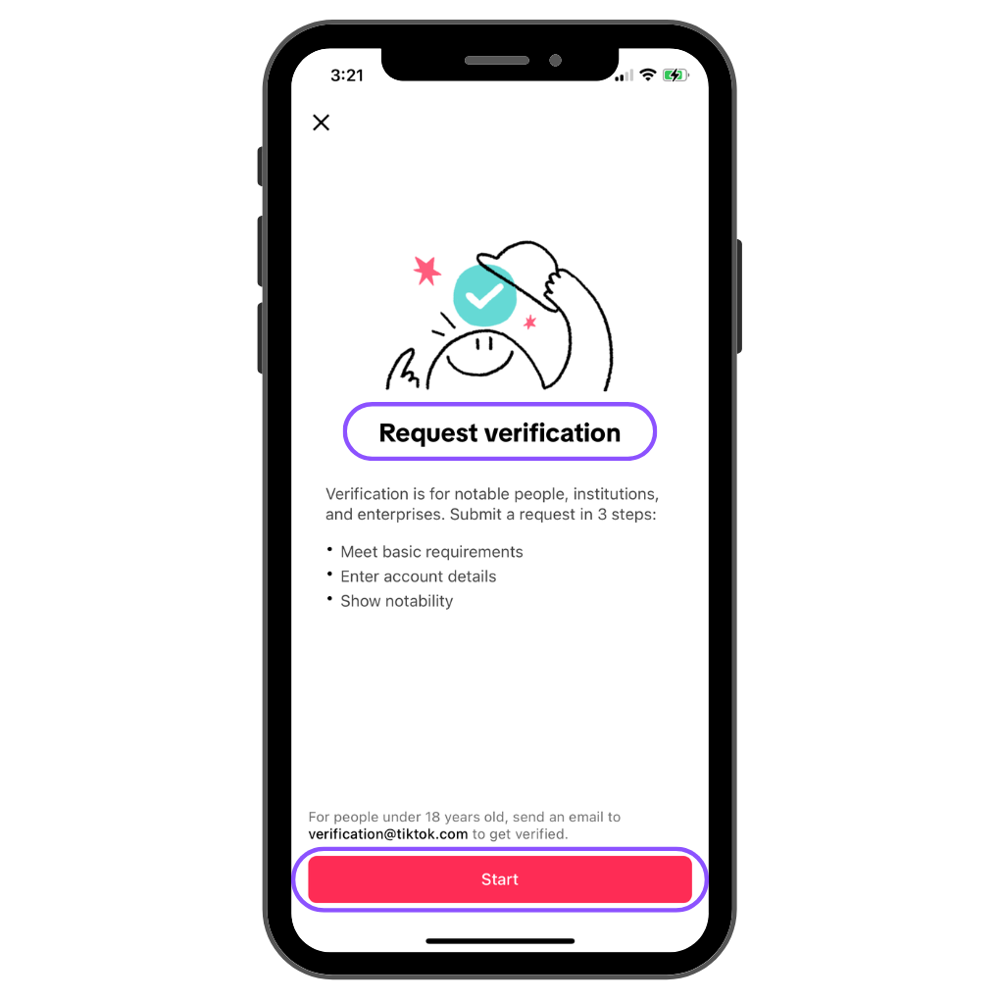 3:21
Request verification
Verification is for notable people, institutions,
and enterprises. Submit a request in 3 steps:
• Meet basic requirements
• Enter account details
• Show notability
For people under 18 years old, send an email to
verification@tiktok.com to get verified.
Start